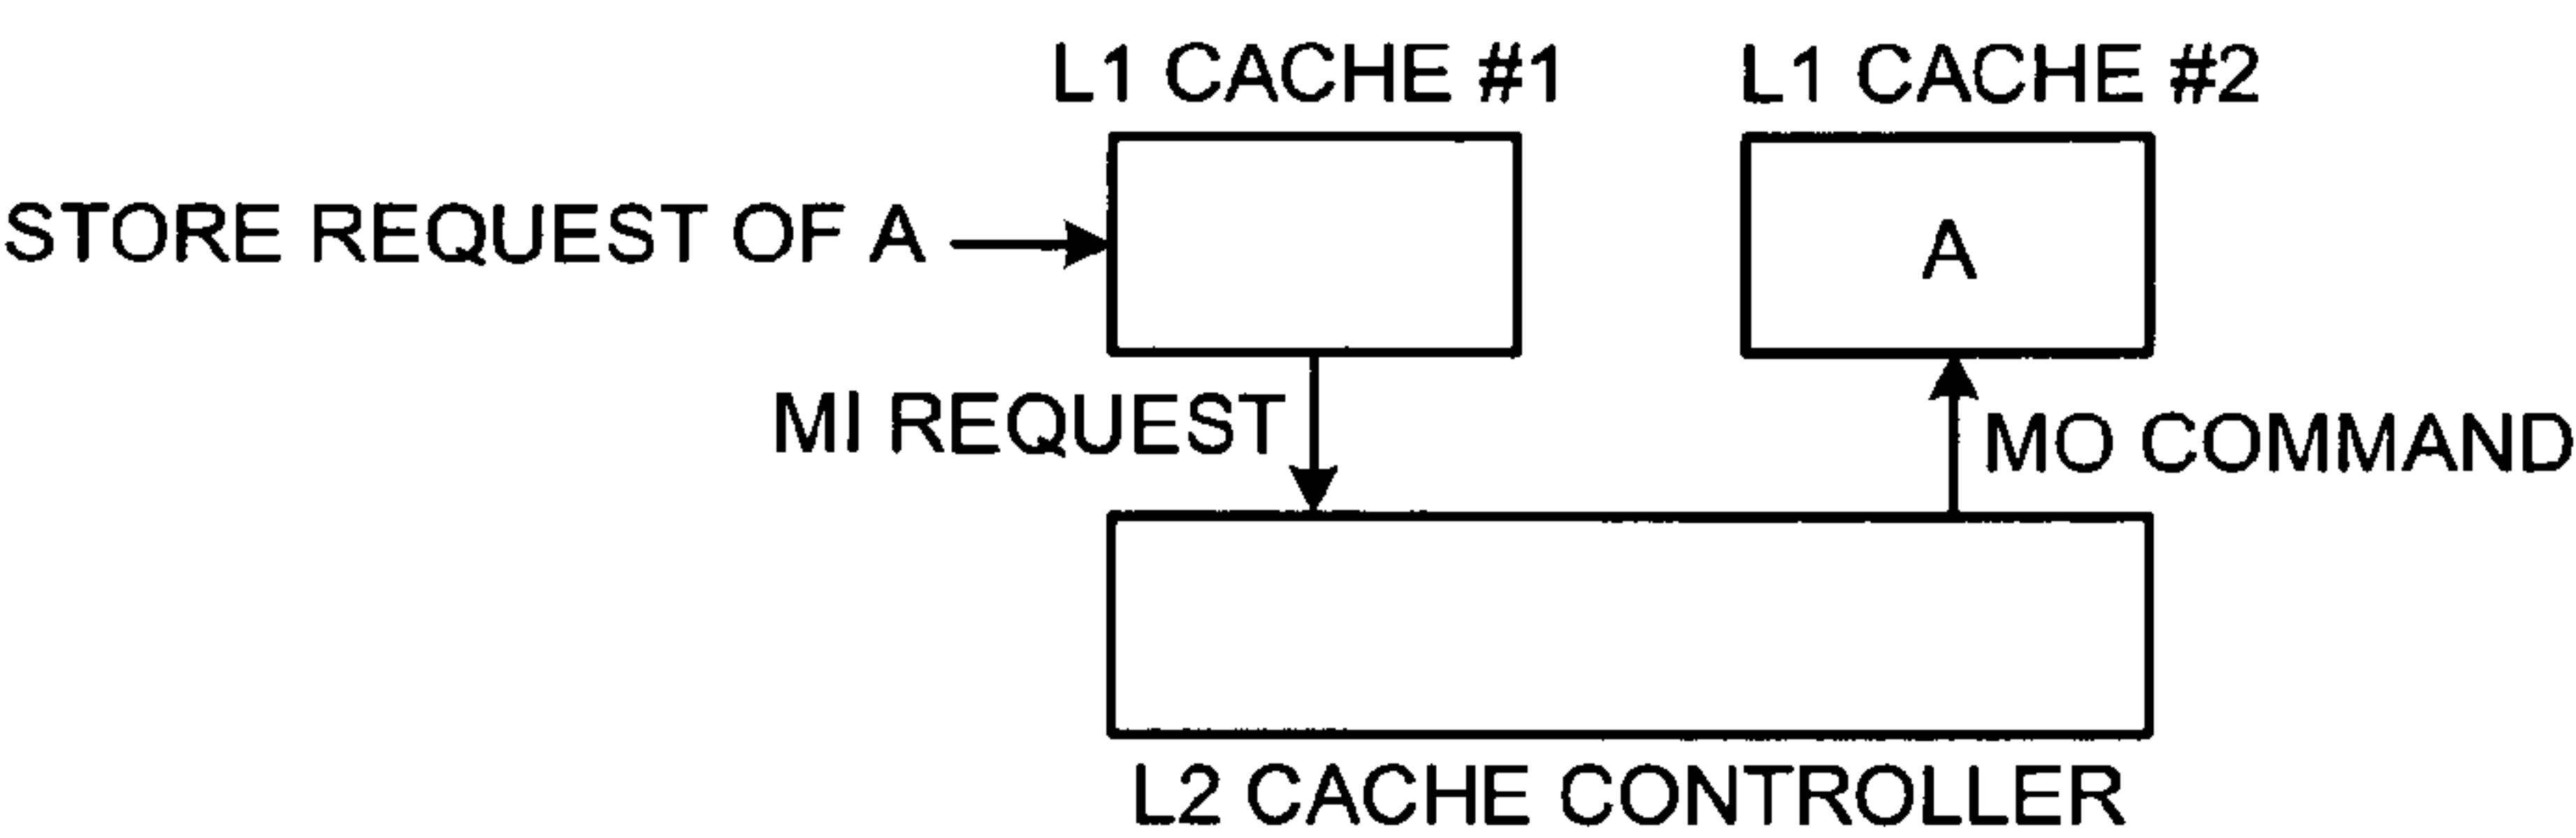 L1 CACHE #1
L1 CACHE #2
STORE REQUEST OF A
A
MI REQUEST
MO COMMAND
L2 CACHE CONTROLLER